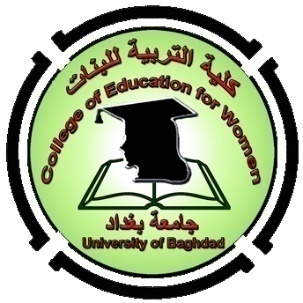 كلية التربية للبنات
College of Education for Women
جامعة بغداد
University of Baghdad